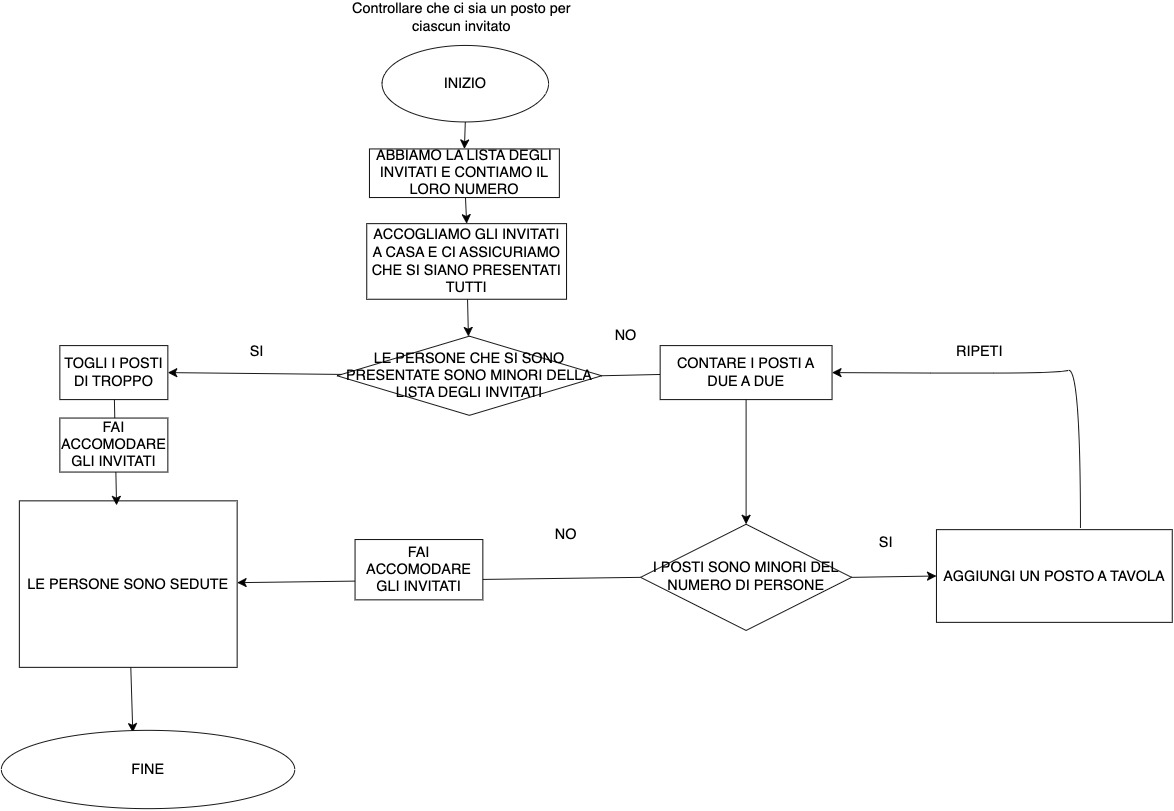 Controllare che ci sia un posto per
ciascun invitato
INIZIO
ABBIAMO LA LISTA DEGLI
INVITATI E CONTIAMO IL
LORO NUMERO
ACCOGLIAMO GLI INVITATI
A CASA E CI ASSICURIAMO
CHE SI SIANO PRESENTATI
TUTTI
LE PERSONE CHE SI SONO
PRESENTATE SONO MINORI DELLA
LISTA DEGLI INVITATI
SI
TOGLI I POSTI
DI TROPPO
FAI
ACCOMODARE
GLI INVITATI
NO
CONTARE I POSTI A
DUE A DUE
RIPETI
I POSTI SONO MINORI DEL
NUMERO DI PERSONE
SI
AGGIUNGI UN POSTO A TAVOLA
NO
FAI
ACCOMODARE
GLI INVITATI
LE PERSONE SONO SEDUTE
FINE